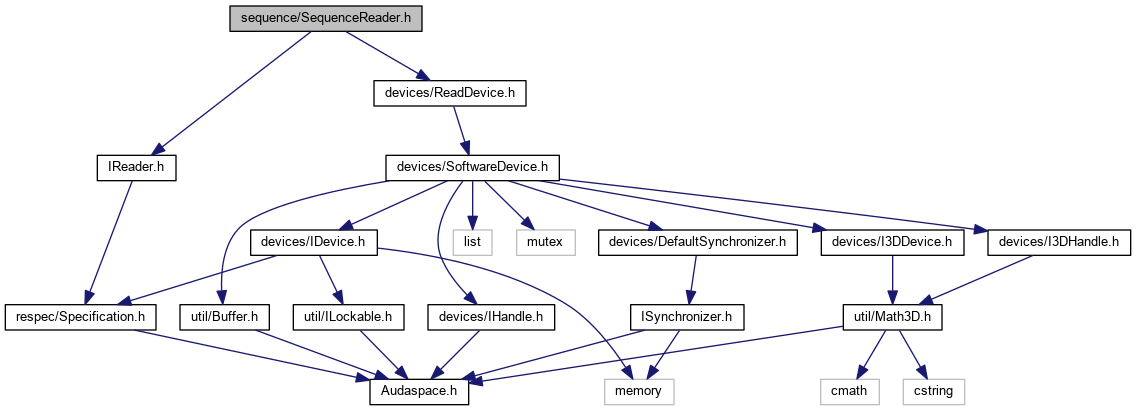 sequence/SequenceReader.h
devices/ReadDevice.h
IReader.h
devices/SoftwareDevice.h
devices/IDevice.h
list
mutex
devices/DefaultSynchronizer.h
devices/I3DDevice.h
devices/I3DHandle.h
respec/Specification.h
util/Buffer.h
util/ILockable.h
devices/IHandle.h
ISynchronizer.h
util/Math3D.h
Audaspace.h
memory
cmath
cstring